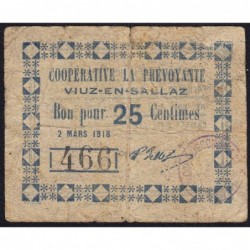 COOPÉRATIVE LA PRÉVOYANTE
VIUZ-EN-SALLAZ
Bon pour 25 Centimes
2 MARS 1918
466